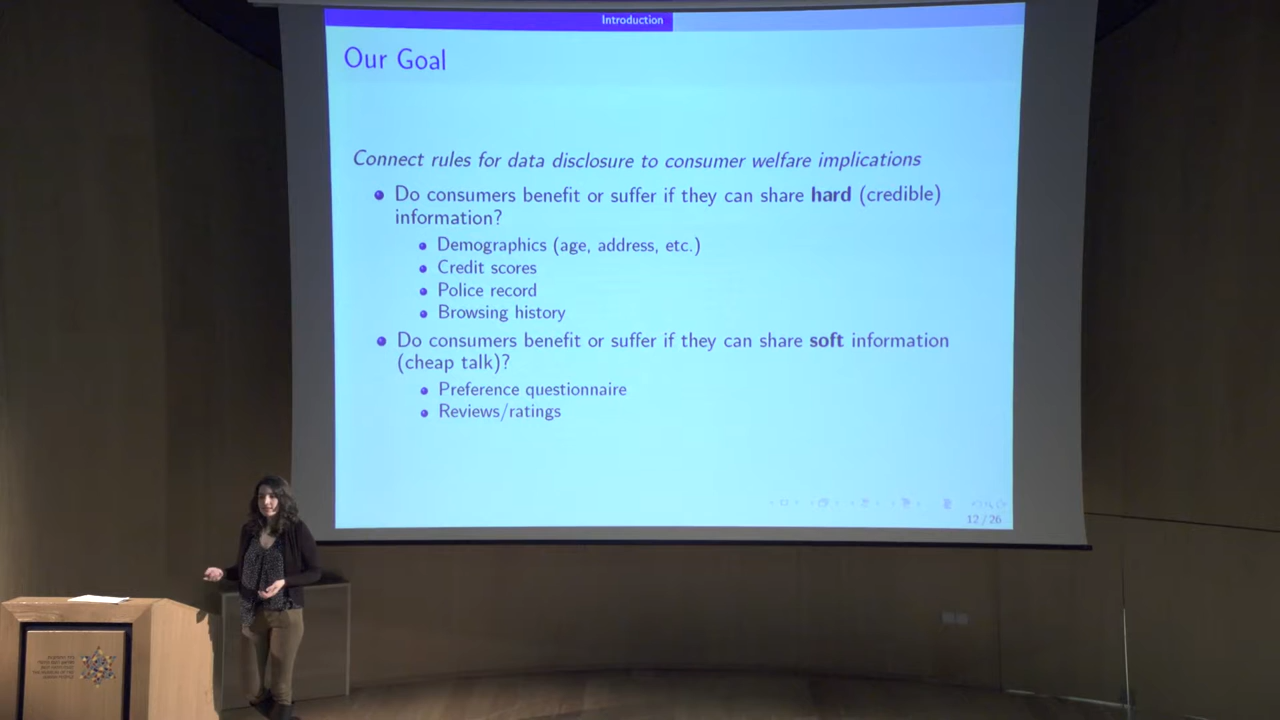 Introduction
Our Goal
Connect rules for data disclosure to consumer welfare implications
Do consumers benefit or suffer if they can share hard (credible)
information?
Demographics (age, address, etc.)
Credit scores
Police record
Browsing history
Do consumers benefit or suffer if they can share soft information
(cheap talk)?
Preference questionnaire
Reviews/ratings
12 / 26